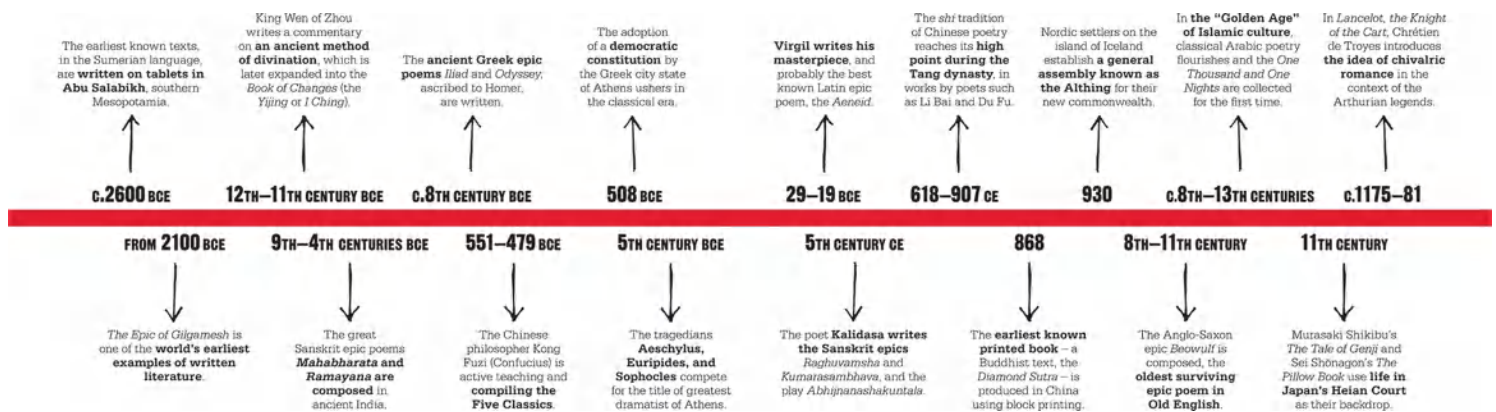 The earliest known texts,
in the Sumerian language,
are written on tablets in
Abu Salabikh, southern
Mesopotamia.
c.2600 BCE
King Wen of Zhou
writes a commentary
on an ancient method
of divination, which is
later expanded into the
Book of Changes (the
Yijing or I Ching).
12TH–11TH CENTURY BCE
The ancient Greek epic
poems Iliad and Odyssey,
ascribed to Homer,
are written.
c.8TH CENTURY BCE
The adoption
of a democratic
constitution by
the Greek city state
of Athens ushers in
the classical era.
508 BCE
Virgil writes his
masterpiece, and
probably the best
known Latin epic
poem, the Aeneid.
29–19 BCE
The shi tradition
of Chinese poetry
reaches its high
point during the
Tang dynasty, in
works by poets such
as Li Bai and Du Fu.
618–907 CE
Nordic settlers on the
island of Iceland
establish a general
assembly known as
the Althing for their
new commonwealth.
930
In the “Golden Age”
of Islamic culture,
classical Arabic poetry
flourishes and the One
Thousand and One
Nights are collected
for the first time.
c.8TH–13TH CENTURIES
In Lancelot, the Knight
of the Cart, Chrétien
de Troyes introduces
the idea of chivalric
romance in the
context of the
Arthurian legends.
c.1175–81
FROM 2100 BCE
The Epic of Gilgamesh is
one of the world’s earliest
examples of written
literature.
9TH–4TH CENTURIES BCE
The great
Sanskrit epic poems
Mahabharata and
Ramayana are
composed in
ancient India.
551–479 BCE
The Chinese
philosopher Kong
Fuzi (Confucius) is
active teaching and
compiling the
Five Classics.
5TH CENTURY BCE
The tragedians
Aeschylus,
Euripides, and
Sophocles compete
for the title of greatest
dramatist of Athens.
5TH CENTURY CE
The poet Kalidasa writes
the Sanskrit epics
Raghuvamsha and
Kumarasambhava, and the
play Abhijnanashakuntala.
868
The earliest known
printed book – a
Buddhist text, the
Diamond Sutra – is
produced in China
using block printing.
8TH–11TH CENTURY
The Anglo-Saxon
epic Beowulf is
composed, the
oldest surviving
epic poem in
Old English.
11TH CENTURY
Murasaki Shikibu’s
The Tale of Genji and
Sei Shōnagon’s The
Pillow Book use life in
Japan’s Heian Court
as their backdrop.